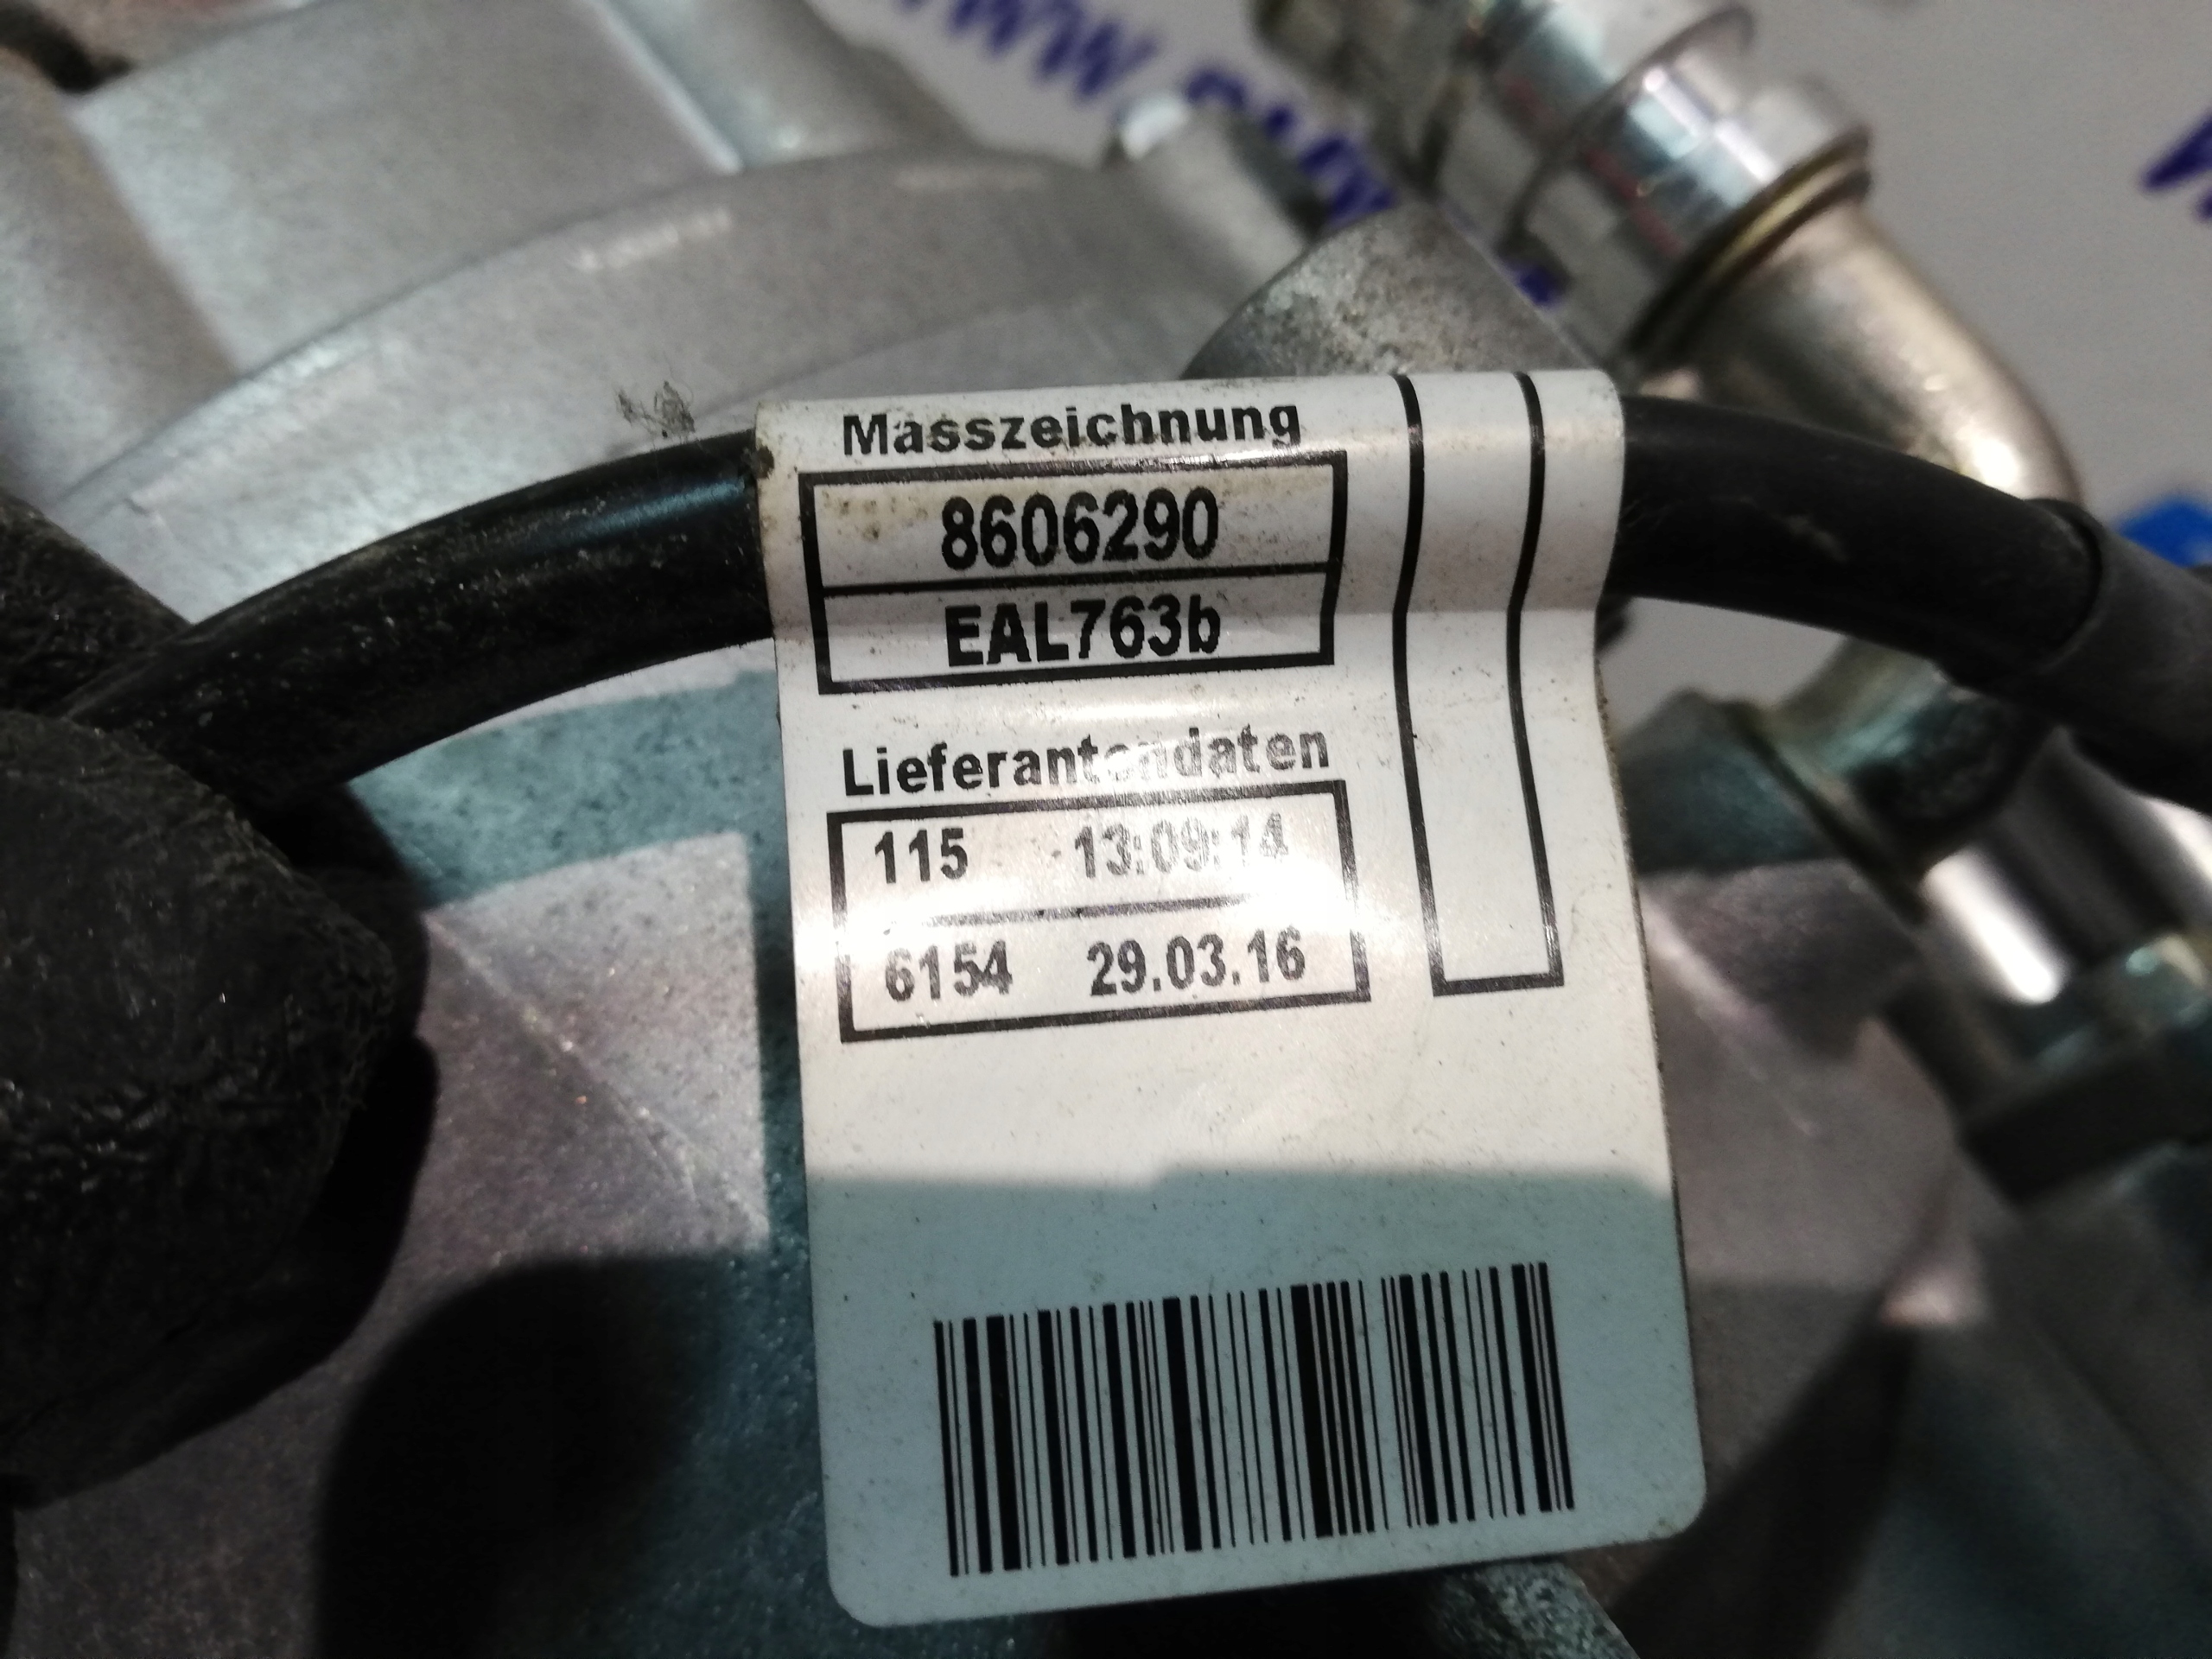 Masszeichnung
8606290
EAL763b
Lieferantendaten
115 13:09:14
6154 29.03.16